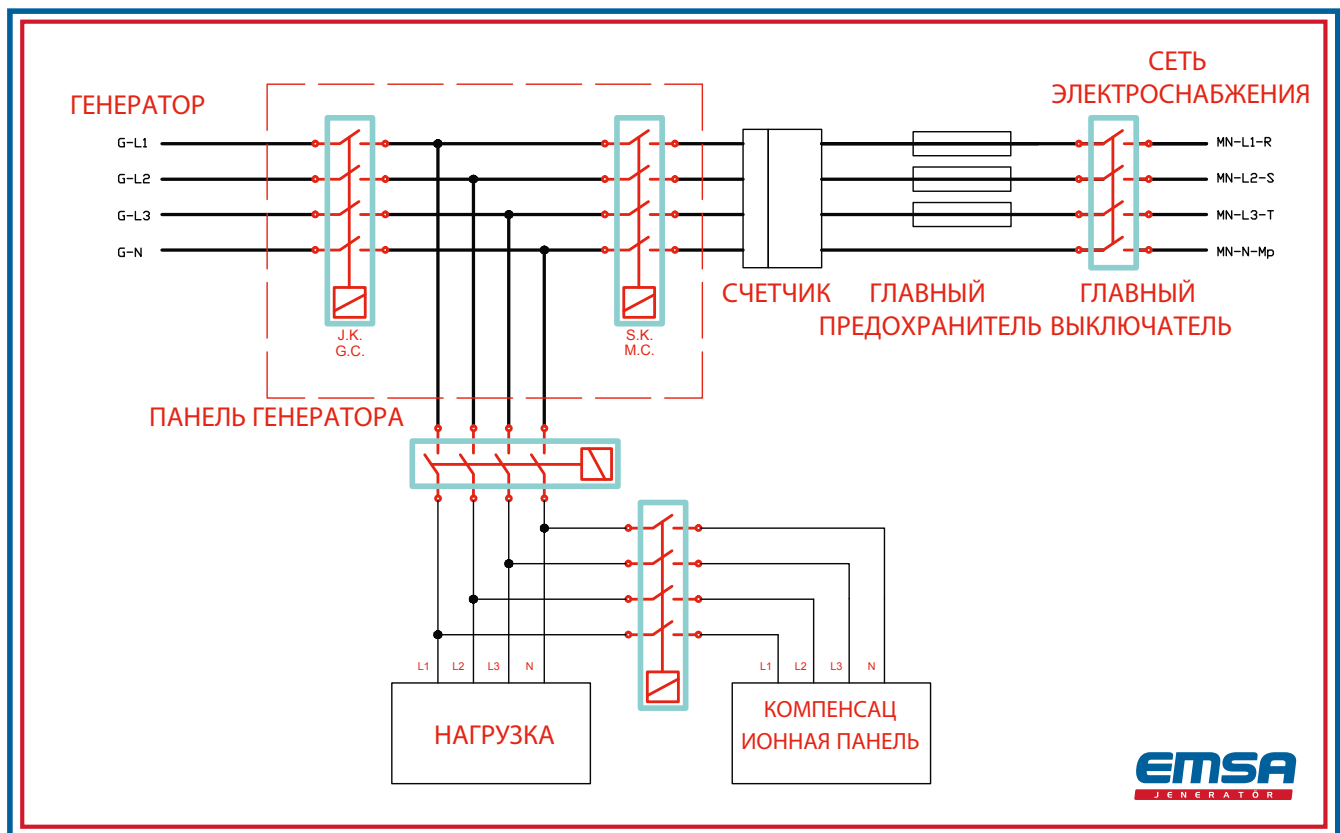 СЕТЬ
ЭЛЕКТРОСНАБЖЕНИЯ
ГЕНЕРАТОР
G-L1
G-L2
G-L3
G-N
MN-L1-R
MN-L2-S
MN-L3-T
MN-N-Mp
J.K.
G.C.
S.K.
M.C.
СЧЕТЧИК
ГЛАВНЫЙ
ПРЕДОХРАНИТЕЛЬ
ГЛАВНЫЙ
ВЫКЛЮЧАТЕЛЬ
ПАНЕЛЬ ГЕНЕРАТОРА
L1 L2 L3 N
L1 L2 L3 N
НАГРУЗКА
КОМПЕНСАЦ
ИОННАЯ ПАНЕЛЬ
EMSA
JENERATÖR